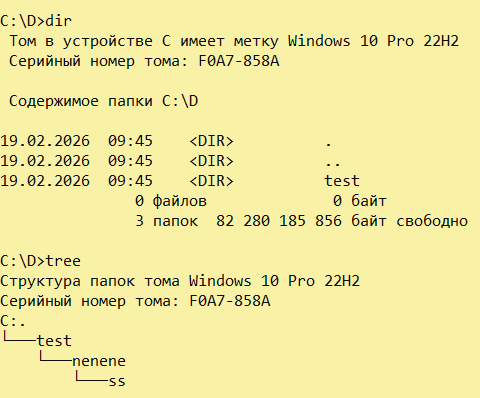 C:\D>dir
 Том в устройстве C имеет метку Windows 10 Pro 22H2
 Серийный номер тома: F0A7-858A

 Содержимое папки C:\D

19.02.2026  09:45    <DIR>          .
19.02.2026  09:45    <DIR>          ..
19.02.2026  09:45    <DIR>          test
               0 файлов              0 байт
               3 папок  82 280 185 856 байт свободно

C:\D>tree
Структура папок тома Windows 10 Pro 22H2
Серийный номер тома: F0A7-858A
C:.
└───test
    └───nenene
        └───ss